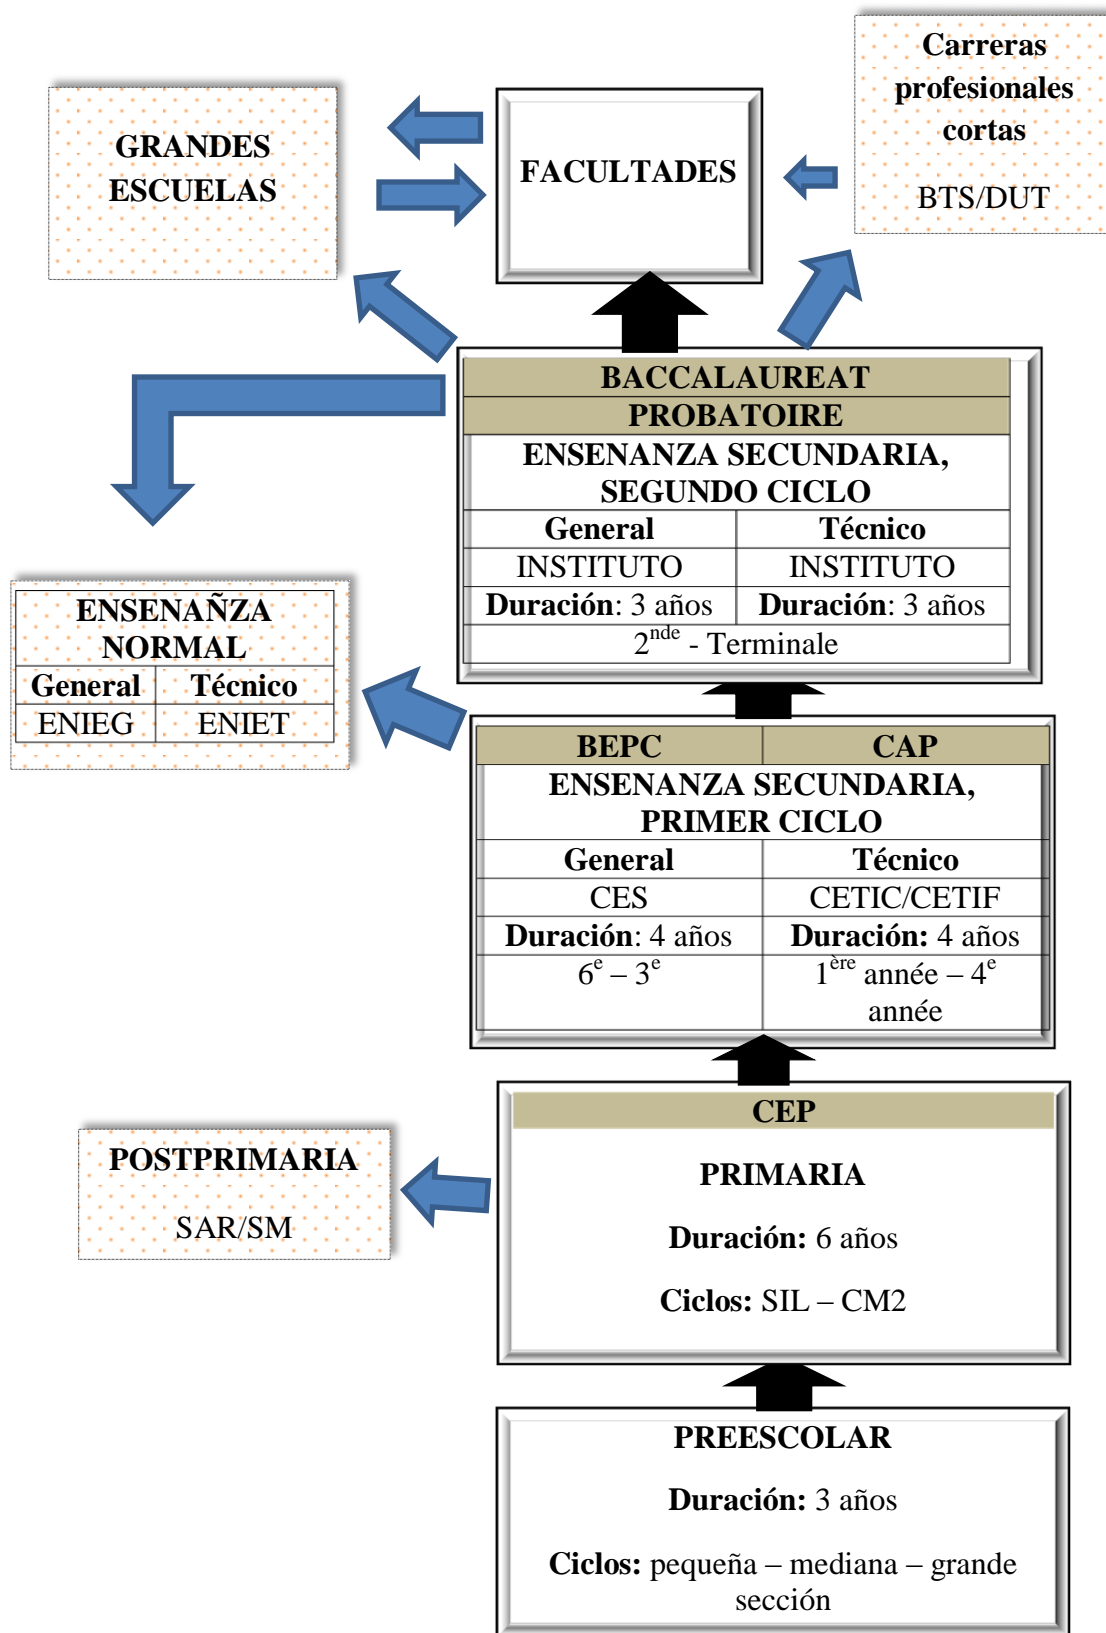 Carreras
profesionales
cortas
BTS/DUT
GRANDES
ESCUELAS
FACULTADES
BACCALAUREAT
PROBATOIRE
ENSENANZA SECUNDARIA,
SEGUNDO CICLO
General Técnico
INSTITUTO INSTITUTO
Duración: 3 años Duración: 3 años
2nde - Terminale
ENSENAÑZA
NORMAL
General Técnico
ENIEG ENIET
BEPC CAP
ENSENANZA SECUNDARIA,
PRIMER CICLO
General Técnico
CES CETIC/CETIF
Duración: 4 años Duración: 4 años
6e – 3e 1ère année – 4e
année
CEP
PRIMARIA
Duración: 6 años
Ciclos: SIL – CM2
POSTPRIMARIA
SAR/SM
PREESCOLAR
Duración: 3 años
Ciclos: pequeña – mediana – grande
sección